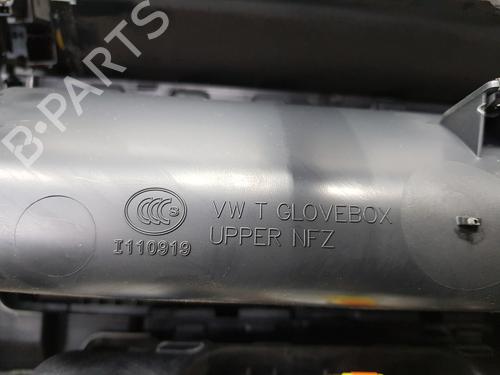 B-PARTS
CCC S
I110919
VW T GLOVEBOX
UPPER NFZ